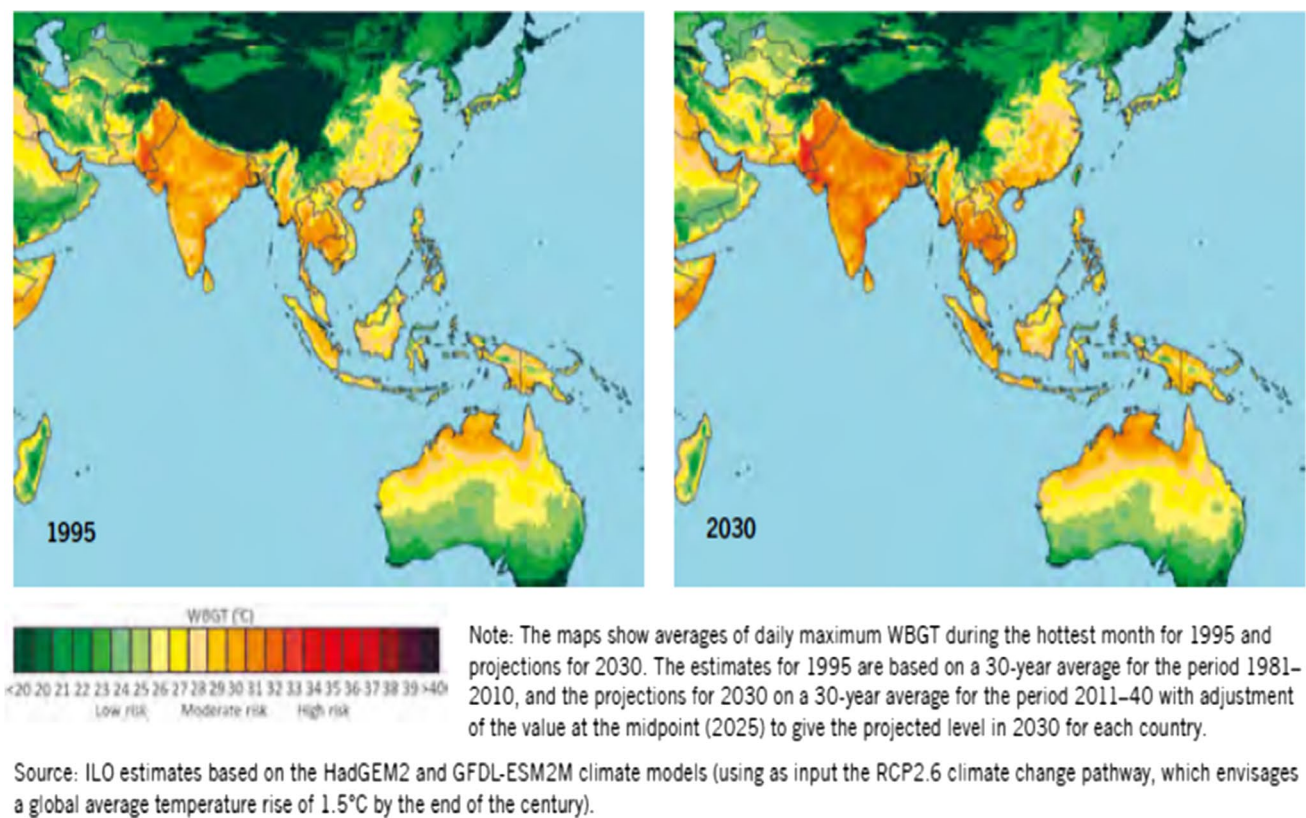 1995
2030
WBGT (°C)
<20 20 21 22 23 24 25 26 27 28 29 30 31 32 33 34 35 36 37 38 39 >40
Low risk Moderate risk High risk
Note: The maps show averages of daily maximum WBGT during the hottest month for 1995 and
projections for 2030. The estimates for 1995 are based on a 30-year average for the period 1981–
2010, and the projections for 2030 on a 30-year average for the period 2011–40 with adjustment
of the value at the midpoint (2025) to give the projected level in 2030 for each country.
Source: ILO estimates based on the HadGEM2 and GFDL-ESM2M climate models (using as input the RCP2.6 climate change pathway, which envisages
a global average temperature rise of 1.5°C by the end of the century).